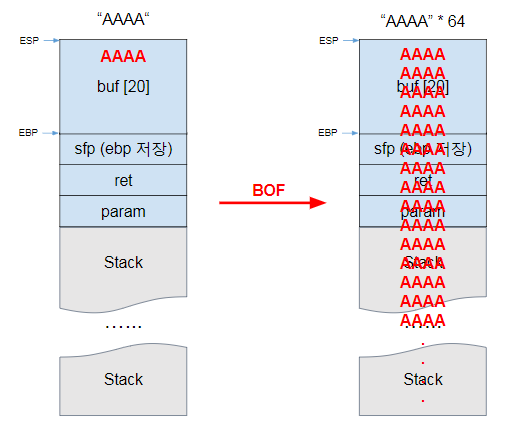 “AAAA“
ESP
AAAA
buf [20]
EBP
sfp (ebp 저장)
ret
param
Stack
......
Stack
BOF
“AAAA” * 64
ESP
AAAA
AAAA
buf [20]
AAAA
AAAA
AAAA
EBP
sfp (ebp 저장)
AAAA
AAAA
ret
AAAA
AAAA
param
AAAA
AAAA
Stack
AAAA
AAAA
AAAA
AAAA
......
Stack